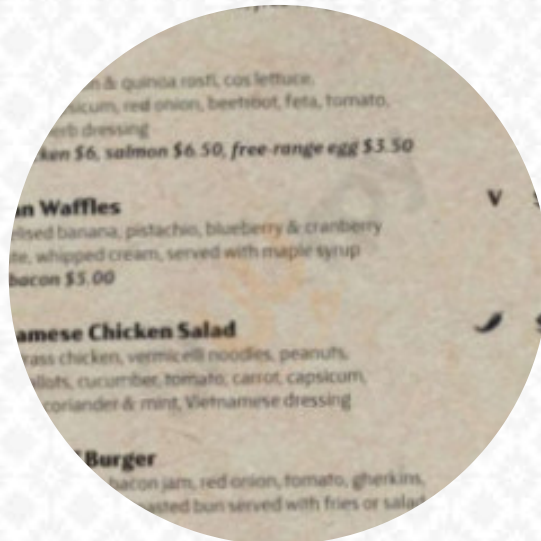 & quinoa rosti, cos lettuce,
sicum, red onion, beetroot, feta, tomato,
erb dressing
ken $6, salmon $6.50, free-range egg $3.50
an Waffles V
elised banana, pistachio, blueberry & cranberry
te, whipped cream, served with maple syrup
bacon $5.00
amese Chicken Salad
rass chicken, vermicelli noodles, peanuts,
llots, cucumber, tomato, carrot, capsicum,
coriander & mint, Vietnamese dressing
Burger
bacon jam, red onion, tomato, gherkins,
asted bun served with fries or salad